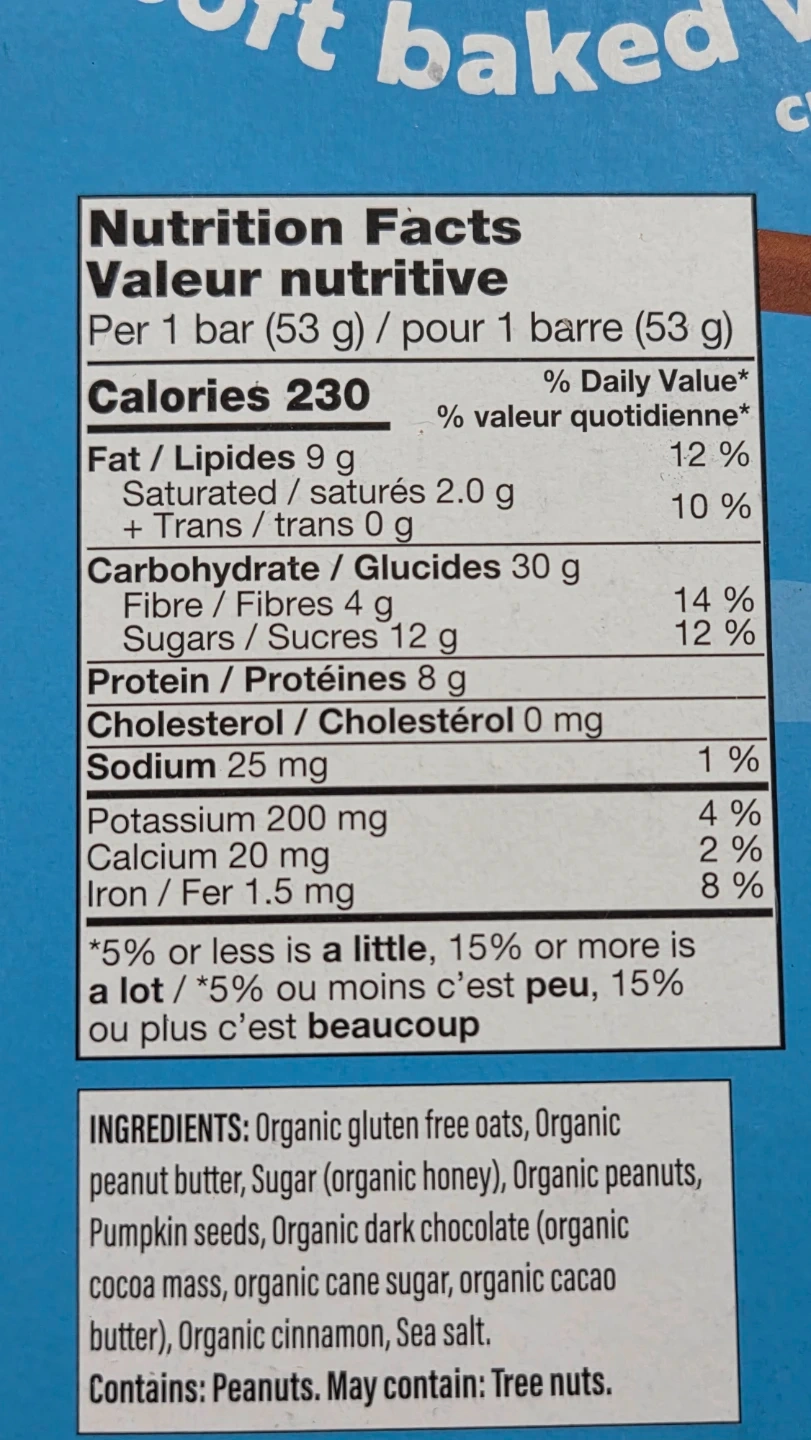 baked
Nutrition Facts
Valeur nutritive
Per 1 bar (53 g) / pour 1 barre (53 g)
Calories 230
% Daily Value*
% valeur quotidienne*
Fat / Lipides 9 g 12 %
Saturated / saturés 2.0 g
+ Trans / trans 0 g 10 %
Carbohydrate / Glucides 30 g
Fibre / Fibres 4 g 14 %
Sugars / Sucres 12 g 12 %
Protein / Protéines 8 g
Cholesterol / Cholestérol 0 mg
Sodium 25 mg 1 %
Potassium 200 mg 4 %
Calcium 20 mg 2 %
Iron / Fer 1.5 mg 8 %
*5% or less is a little, 15% or more is
a lot / *5% ou moins c'est peu, 15%
ou plus c'est beaucoup
INGREDIENTS: Organic gluten free oats, Organic
peanut butter, Sugar (organic honey), Organic peanuts,
Pumpkin seeds, Organic dark chocolate (organic
cocoa mass, organic cane sugar, organic cacao
butter), Organic cinnamon, Sea salt.
Contains: Peanuts. May contain: Tree nuts.